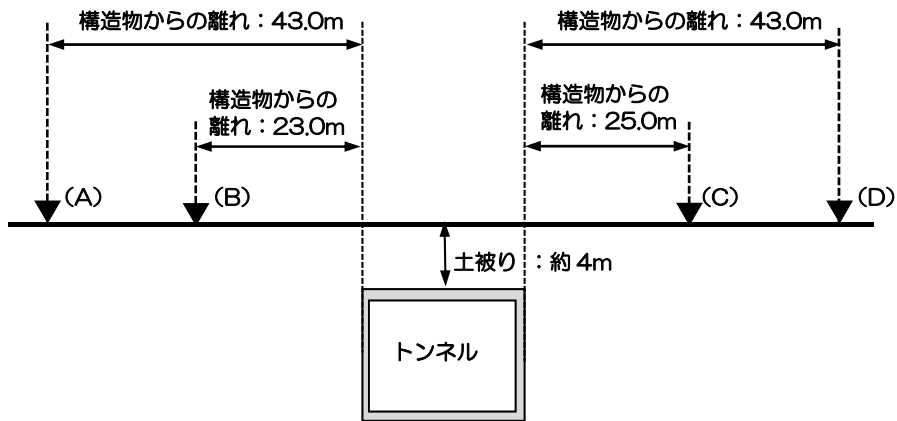 構造物からの離れ：43.0m
構造物からの離れ：43.0m
構造物からの
離れ：23.0m
構造物からの
離れ：25.0m
(A)
(B)
(C)
(D)
土被り ：約 4m
トンネル